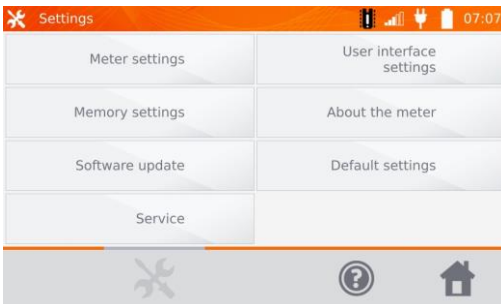 Settings
07:07
Meter settings
User interface
settings
Memory settings
About the meter
Software update
Default settings
Service
?